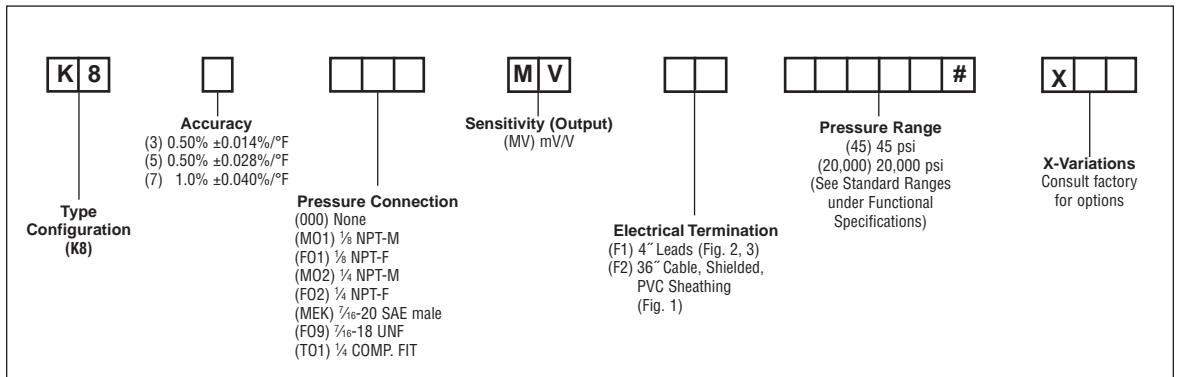 K 8
M V
#
X
Accuracy
(3) 0.50% ±0.014%/°F
(5) 0.50% ±0.028%/°F
(7) 1.0% ±0.040%/°F
Sensitivity (Output)
(MV) mV/V
Pressure Range
(45) 45 psi
(20,000) 20,000 psi
(See Standard Ranges
under Functional
Specifications)
X-Variations
Consult factory
for options
Type
Configuration
(K8)
Pressure Connection
(000) None
(MO1) ⅛ NPT-M
(FO1) ⅛ NPT-F
(MO2) ¼ NPT-M
(FO2) ¼ NPT-F
(MEK) 7⁄16-20 SAE male
(FO9) 7⁄16-18 UNF
(TO1) ¼ COMP. FIT
Electrical Termination
(F1) 4˝ Leads (Fig. 2, 3)
(F2) 36˝ Cable, Shielded,
PVC Sheathing
(Fig. 1)